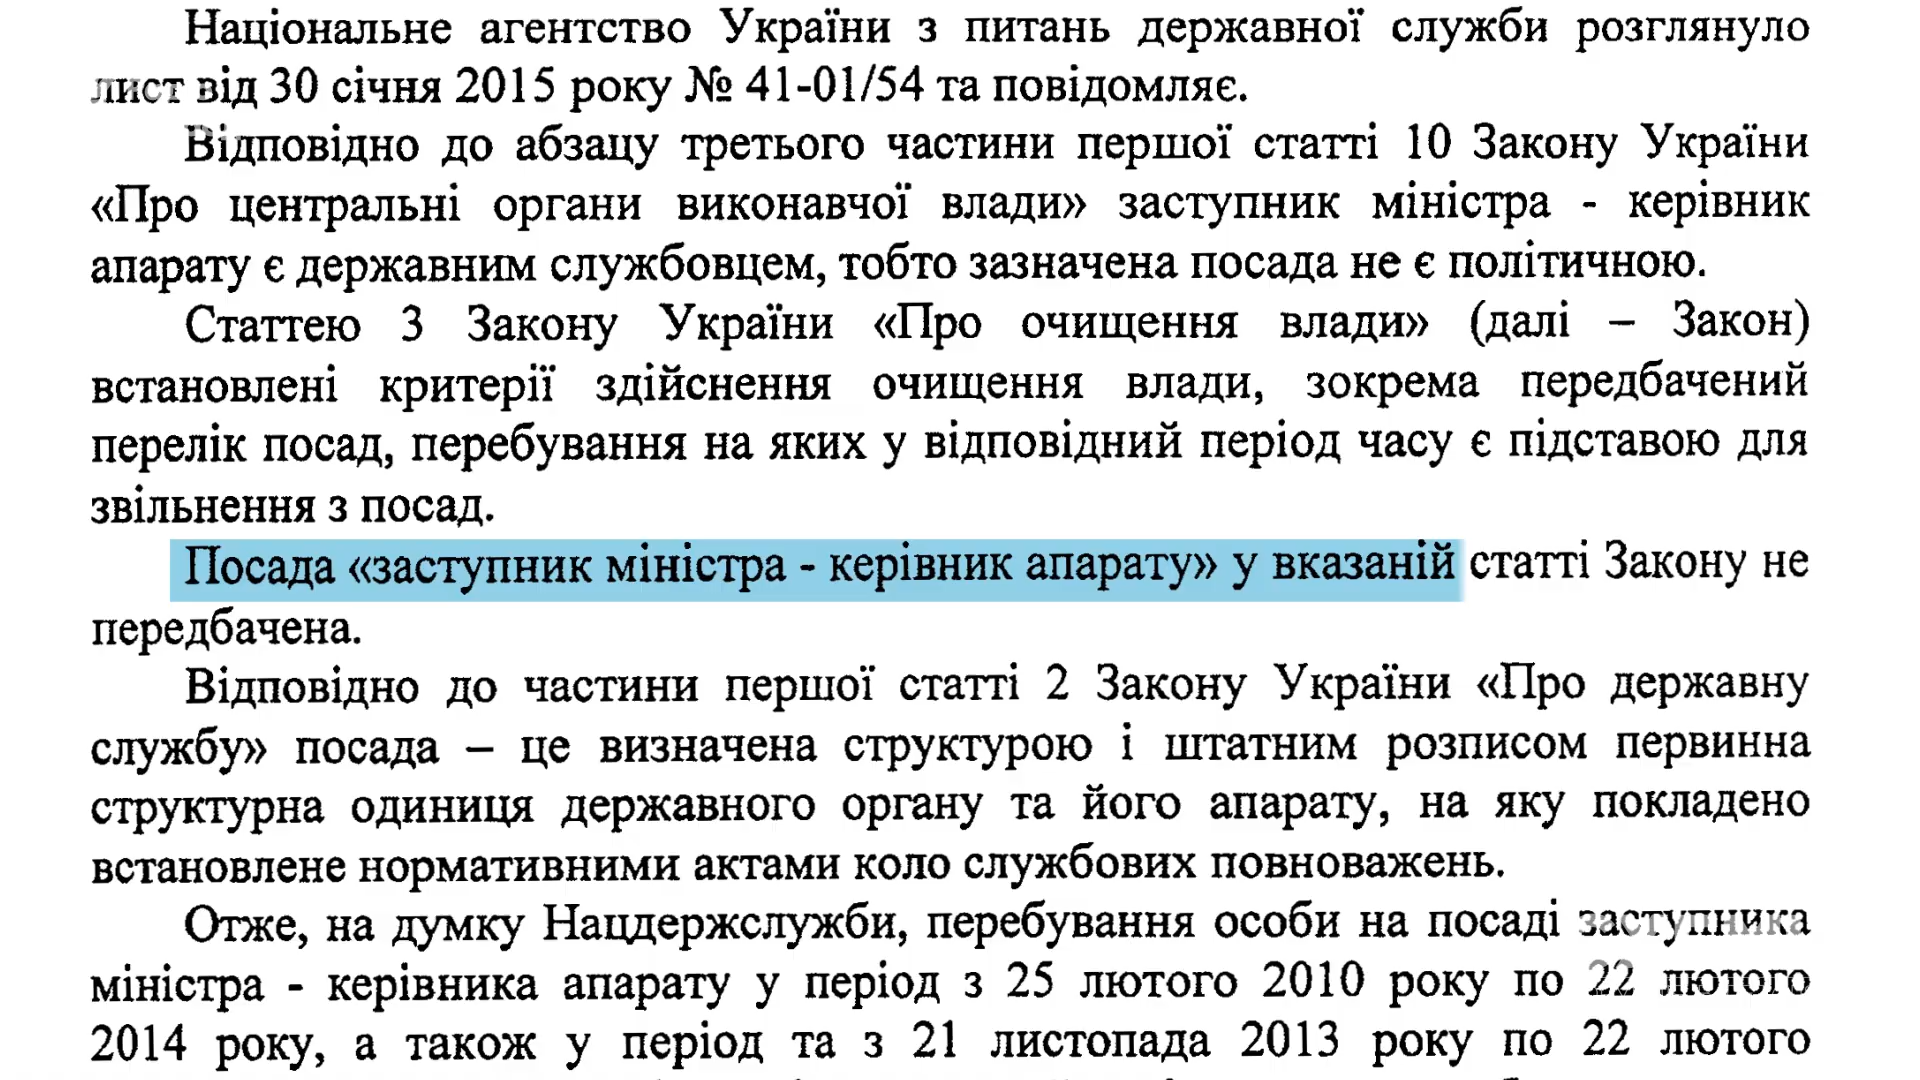 Національне агентство України з питань державної служби розглянуло
лист від 30 січня 2015 року № 41-01/54 та повідомляє.
Відповідно до абзацу третього частини першої статті 10 Закону України
«Про центральні органи виконавчої влади» заступник міністра - керівник
апарату є державним службовцем, тобто зазначена посада не є політичною.
Статтею 3 Закону України «Про очищення влади» (далі – Закон)
встановлені критерії здійснення очищення влади, зокрема передбачений
перелік посад, перебування на яких у відповідний період часу є підставою для
звільнення з посад.
Посада «заступник міністра - керівник апарату» у вказаній статті Закону не
передбачена.
Відповідно до частини першої статті 2 Закону України «Про державну
службу» посада – це визначена структурою і штатним розписом первинна
структурна одиниця державного органу та його апарату, на яку покладено
встановлене нормативними актами коло службових повноважень.
Отже, на думку Нацдержслужби, перебування особи на посаді заступника
міністра - керівника апарату у період з 25 лютого 2010 року по 22 лютого
2014 року, а також у період та з 21 листопада 2013 року по 22 лютого